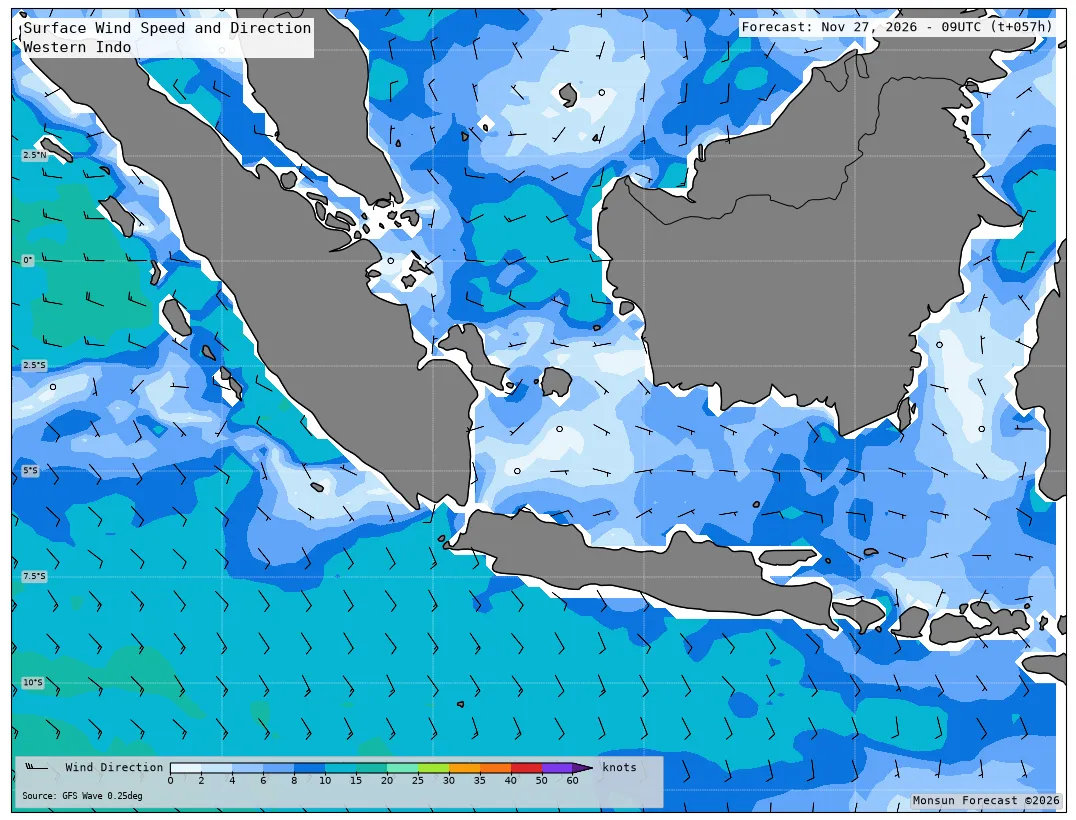 Surface Wind Speed and Direction
Western Indo
Forecast: Nov 27, 2026 - 09UTC (t+057h)
2.5°N
0°
2.5°S
5°S
7.5°S
10°S
Wind Direction
0 2 4 6 8 10 15 20 25 30 35 40 50 60 knots
Source: GFS Wave 0.25deg
Monsun Forecast ©2026